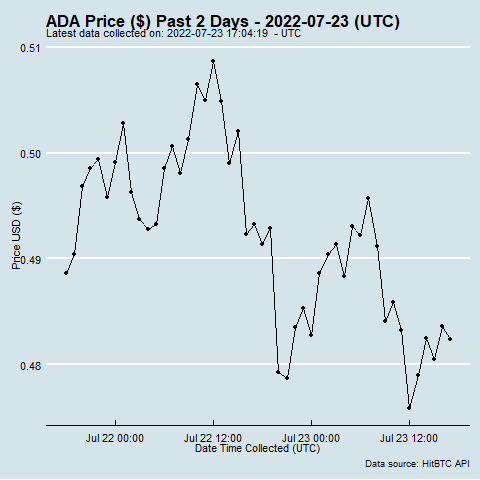 ADA Price ($) Past 2 Days - 2022-07-23 (UTC)
Latest data collected on: 2022-07-23 17:04:19  - UTC
0.51
0.50
0.49
0.48
Price USD ($)
Jul 22 00:00
Jul 22 12:00
Jul 23 00:00
Jul 23 12:00
Date Time Collected (UTC)
Data source: HitBTC API